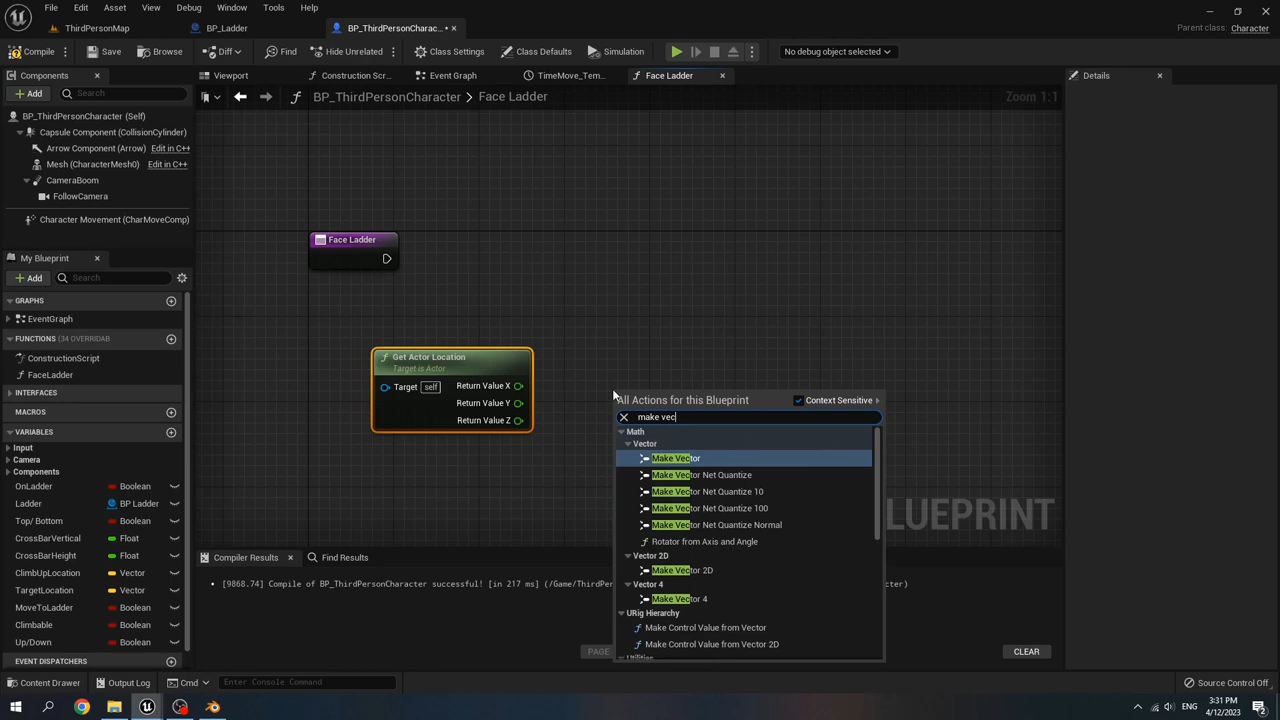 File Edit Asset View Debug Window Tools Help
ThirdPersonMap BP_Ladder BP_ThirdPersonCharac...
Parent class: Character
Compile Save Browse Diff Find Hide Unrelated Class Settings Class Defaults Simulation No debug object selected
Components Viewport Construction Scr... Event Graph TimeMove_Tem... Face Ladder Details
Add Search BP_ThirdPersonCharacter > Face Ladder Zoom 1:1
BP_ThirdPersonCharacter (Self)
Capsule Component (CollisionCylinder)
Arrow Component (Arrow) Edit in C++
Mesh (CharacterMesh0) Edit in C++
CameraBoom
FollowCamera
Character Movement (CharMoveComp)
My Blueprint
Add Search
GRAPHS
EventGraph
FUNCTIONS (34 OVERRIDAB
ConstructionScript
FaceLadder
INTERFACES
MACROS
VARIABLES
Input
Camera
Components
OnLadder Boolean
Ladder BP Ladder
Top/ Bottom Boolean
CrossBarVertical Float
CrossBarHeight Float
ClimbUpLocation Vector
TargetLocation Vector
MoveToLadder Boolean
Climbable Boolean
Up/Down Boolean
EVENT DISPATCHERS
Face Ladder
Get Actor Location
Target is Actor
Target self Return Value X
Return Value Y
Return Value Z
All Actions for this Blueprint Context Sensitive
make vec
Math
Vector
Make Vector
Make Vector Net Quantize
Make Vector Net Quantize 10
Make Vector Net Quantize 100
Make Vector Net Quantize Normal
Rotator from Axis and Angle
Vector 2D
Make Vector 2D
Vector 4
Make Vector 4
URig Hierarchy
Make Control Value from Vector
Make Control Value from Vector 2D
Utilities
LUEPRINT
Compiler Results Find Results
[9868.74] Compile of BP_ThirdPersonCharacter successful! [in 217 ms] (/Game/ThirdPe aracter)
PAGE CLEAR
Content Drawer Output Log Cmd Enter Console Command Source Control Off
ENG 3:31 PM
4/12/2023